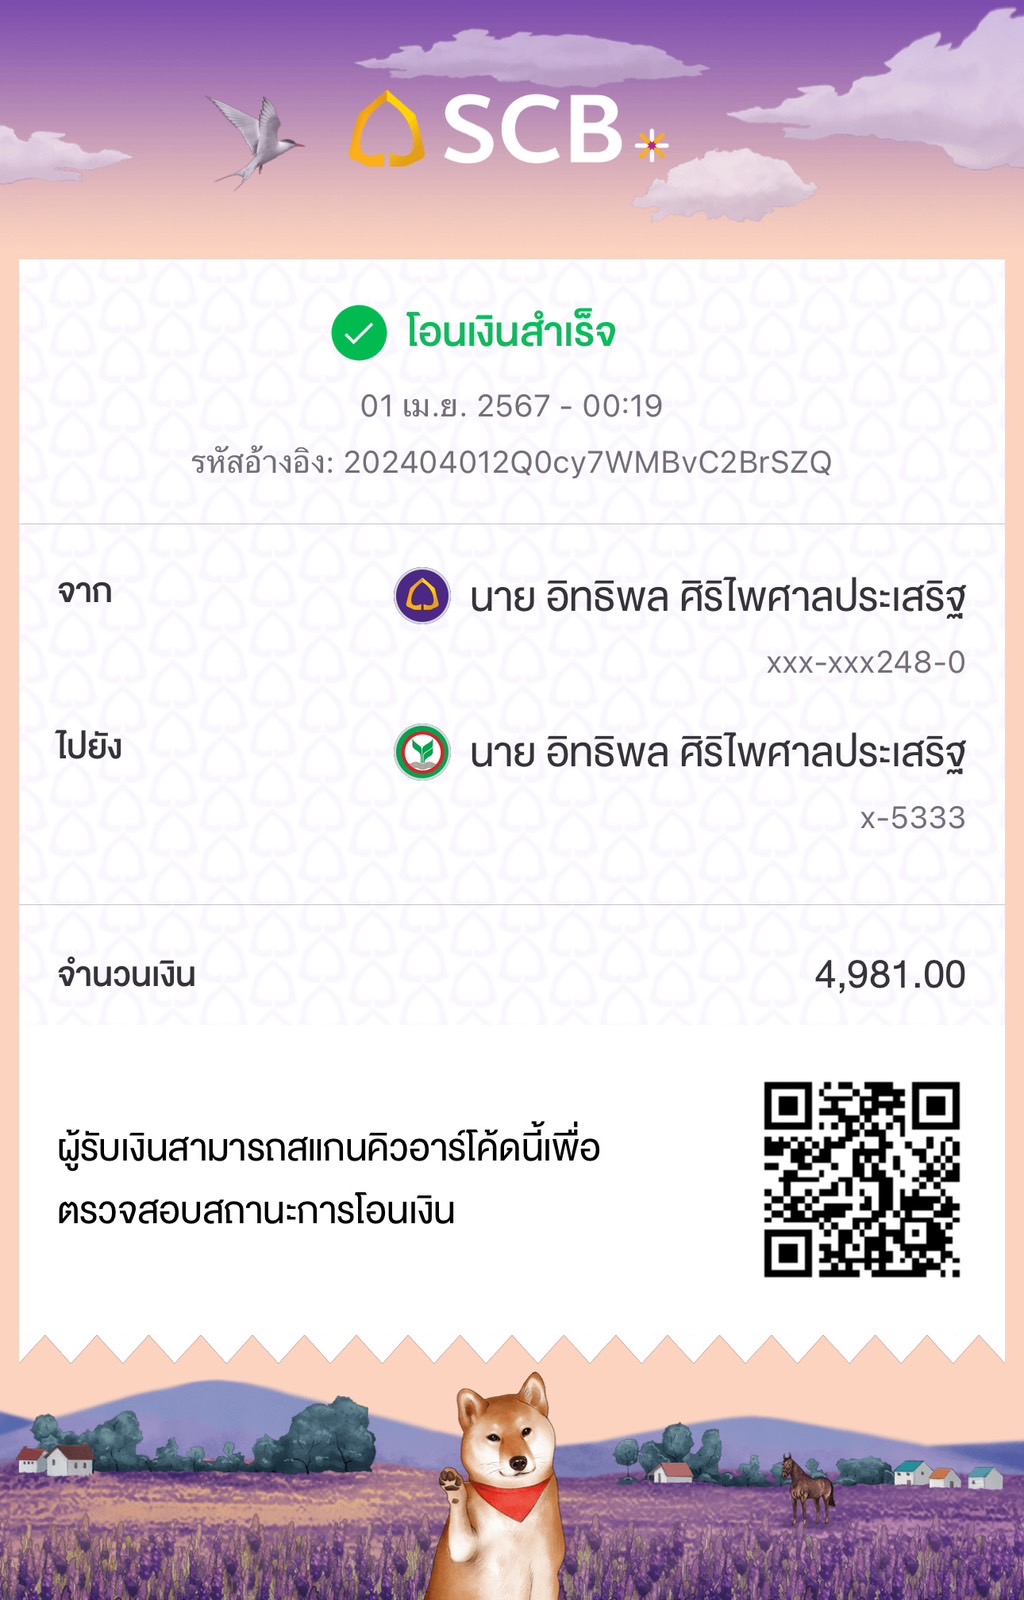 SCB
โอนเงินสำเร็จ
01 เม.ย. 2567 - 00:19
รหัสอ้างอิง: 202404012Q0cy7WMBvC2BrSZQ
จาก
นาย อิทธิพล ศิริไพศาลประเสริฐ
xxx-xxx248-0
ไปยัง
นาย อิทธิพล ศิริไพศาลประเสริฐ
x-5333
จำนวนเงิน 4,981.00
ผู้รับเงินสามารถสแกนคิวอาร์โค้ดนี้เพื่อ
ตรวจสอบสถานะการโอนเงิน